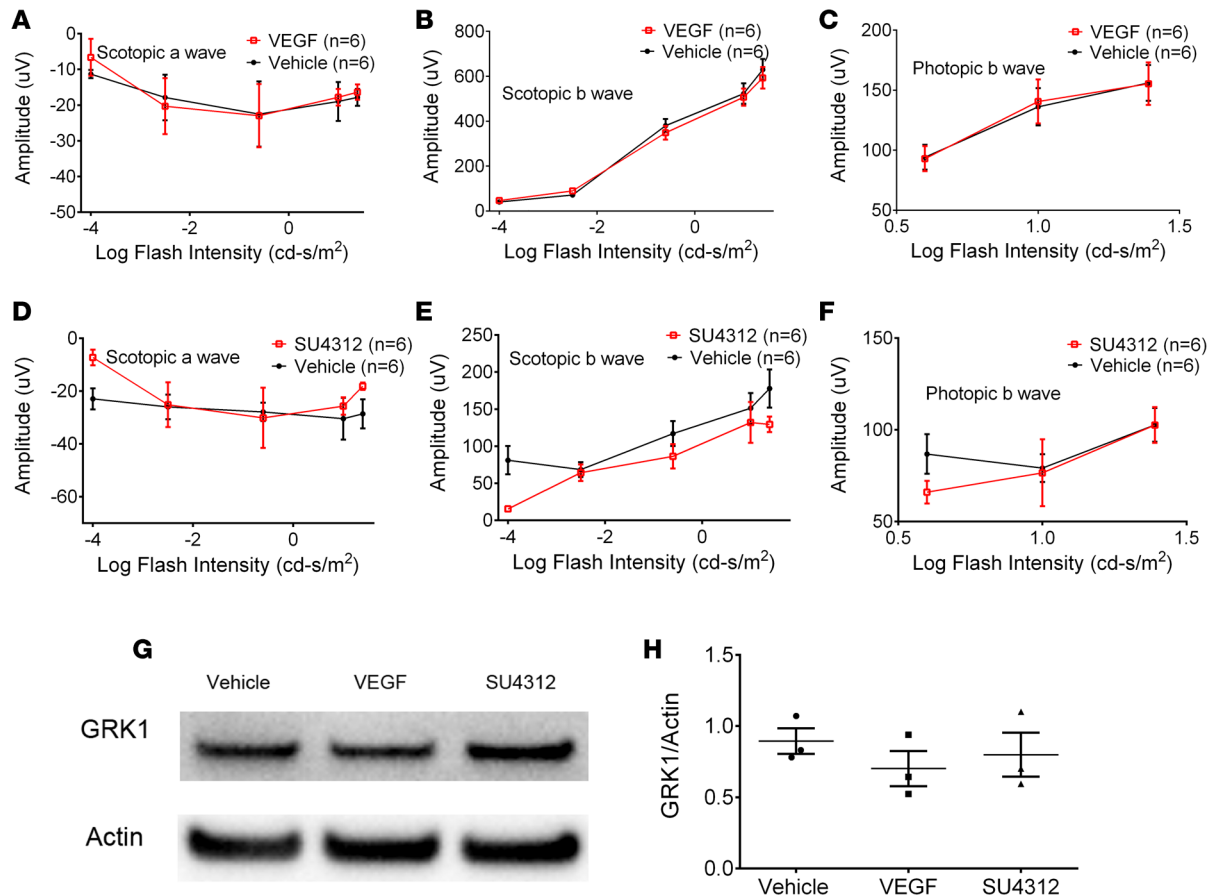 A
Amplitude (uV)
0
-10
-20
-30
-40
-50
Scotopic a wave
VEGF (n=6)
Vehicle (n=6)
-4 -2 0
Log Flash Intensity (cd-s/m²)
B
Amplitude (uV)
800
600
400
200
0
Scotopic b wave
VEGF (n=6)
Vehicle (n=6)
-4 -2 0
Log Flash Intensity (cd-s/m²)
C
Amplitude (uV)
200
150
100
50
Photopic b wave
VEGF (n=6)
Vehicle (n=6)
0.5 1.0 1.5
Log Flash Intensity (cd-s/m²)
D
Amplitude (uV)
0
-20
-40
-60
Scotopic a wave
SU4312 (n=6)
Vehicle (n=6)
-4 -2 0
Log Flash Intensity (cd-s/m²)
E
Amplitude (uV)
250
200
150
100
50
0
Scotopic b wave
SU4312 (n=6)
Vehicle (n=6)
-4 -2 0
Log Flash Intensity (cd-s/m²)
F
Amplitude (uV)
150
100
50
Photopic b wave
SU4312 (n=6)
Vehicle (n=6)
0.5 1.0 1.5
Log Flash Intensity (cd-s/m²)
G
Vehicle VEGF SU4312
GRK1
Actin
H
GRK1/Actin
1.5
1.0
0.5
0.0
Vehicle VEGF SU4312